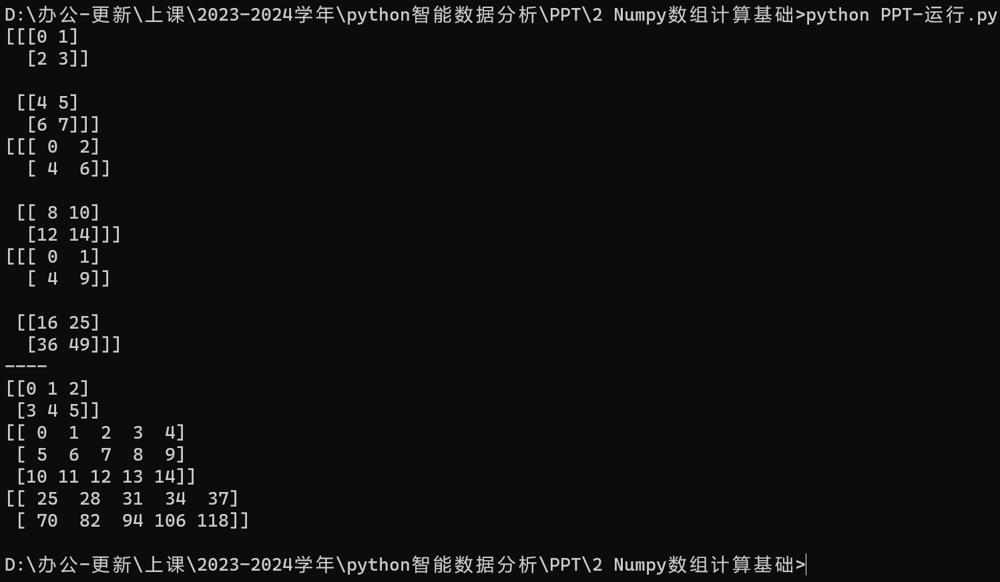 D:\办公-更新\上课\2023-2024学年\python智能数据分析\PPT\2 Numpy数组计算基础>python PPT-运行.py
[[[0 1]
  [2 3]]

 [[4 5]
  [6 7]]]
[[[ 0  2]
  [ 4  6]]

 [[ 8 10]
  [12 14]]]
[[[ 0  1]
  [ 4  9]]

 [[16 25]
  [36 49]]]
----
[[0 1 2]
 [3 4 5]]
[[ 0  1  2  3  4]
 [ 5  6  7  8  9]
 [10 11 12 13 14]]
[[ 25  28  31  34  37]
 [ 70  82  94 106 118]]

D:\办公-更新\上课\2023-2024学年\python智能数据分析\PPT\2 Numpy数组计算基础>